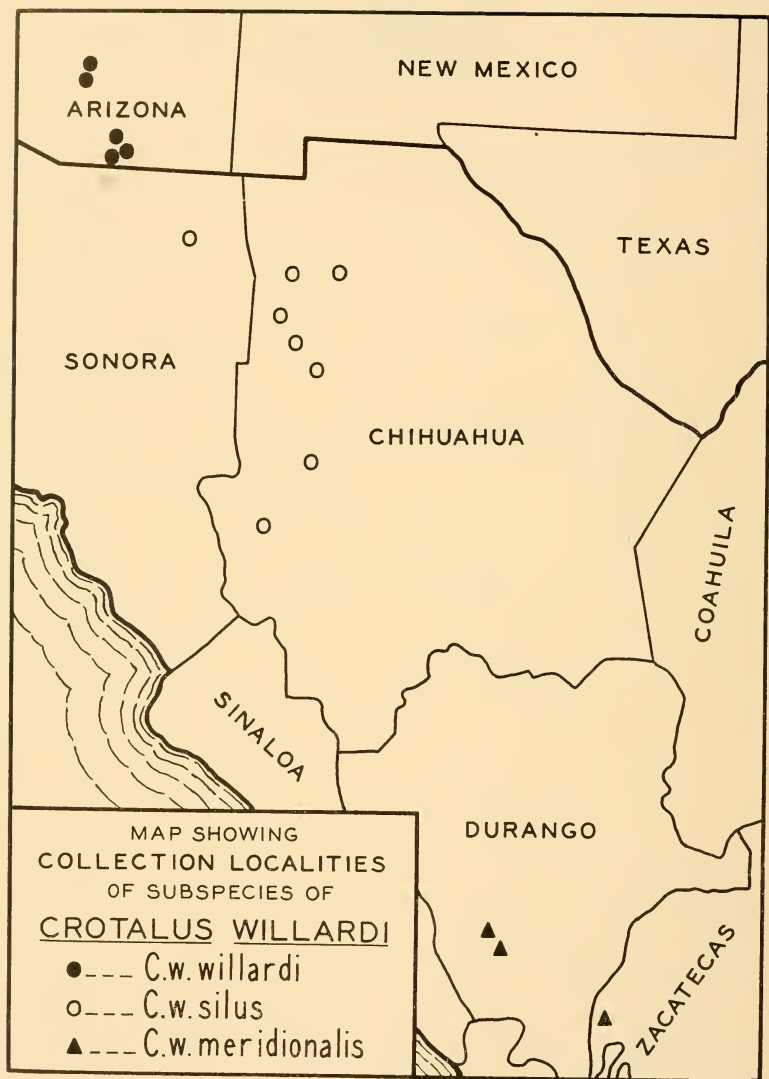 NEW MEXICO
ARIZONA
TEXAS
SONORA
CHIHUAHUA
COAHUILA
SINALOA
DURANGO
ZACATECAS
MAP SHOWING
COLLECTION LOCALITIES
OF SUBSPECIES OF
CROTALUS WILLARDI
●--- C.w.willardi
o--- C.w.silus
▲--- C.w.meridionalis